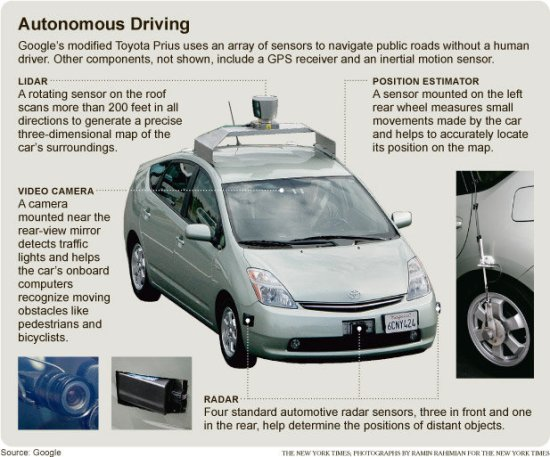 Autonomous Driving
Google's modified Toyota Prius uses an array of sensors to navigate public roads without a human
driver. Other components, not shown, include a GPS receiver and an inertial motion sensor.
LIDAR
A rotating sensor on the roof
scans more than 200 feet in all
directions to generate a precise
three-dimensional map of the
car's surroundings.
POSITION ESTIMATOR
A sensor mounted on the left
rear wheel measures small
movements made by the car
and helps to accurately locate
its position on the map.
VIDEO CAMERA
A camera
mounted near the
rear-view mirror
detects traffic
lights and helps
the car's onboard
computers
recognize moving
obstacles like
pedestrians and
bicyclists.
6CNY424
RADAR
Four standard automotive radar sensors, three in front and one
in the rear, help determine the positions of distant objects.
Source: Google
THE NEW YORK TIMES; PHOTOGRAPHS BY RAMIN RAHIMIAN FOR THE NEW YORK TIMES